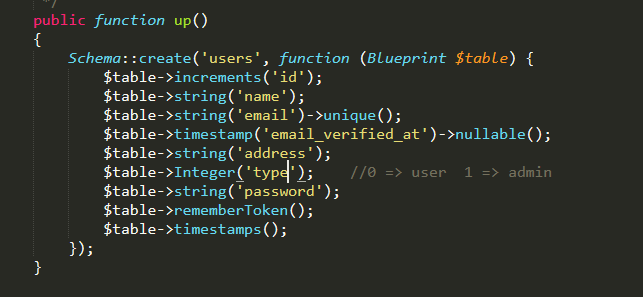 */
public function up()
{
Schema::create('users', function (Blueprint $table) {
$table->increments('id');
$table->string('name');
$table->string('email')->unique();
$table->timestamp('email_verified_at')->nullable();
$table->string('address');
$table->Integer('type');    //0 => user  1 => admin
$table->string('password');
$table->rememberToken();
$table->timestamps();
});
}